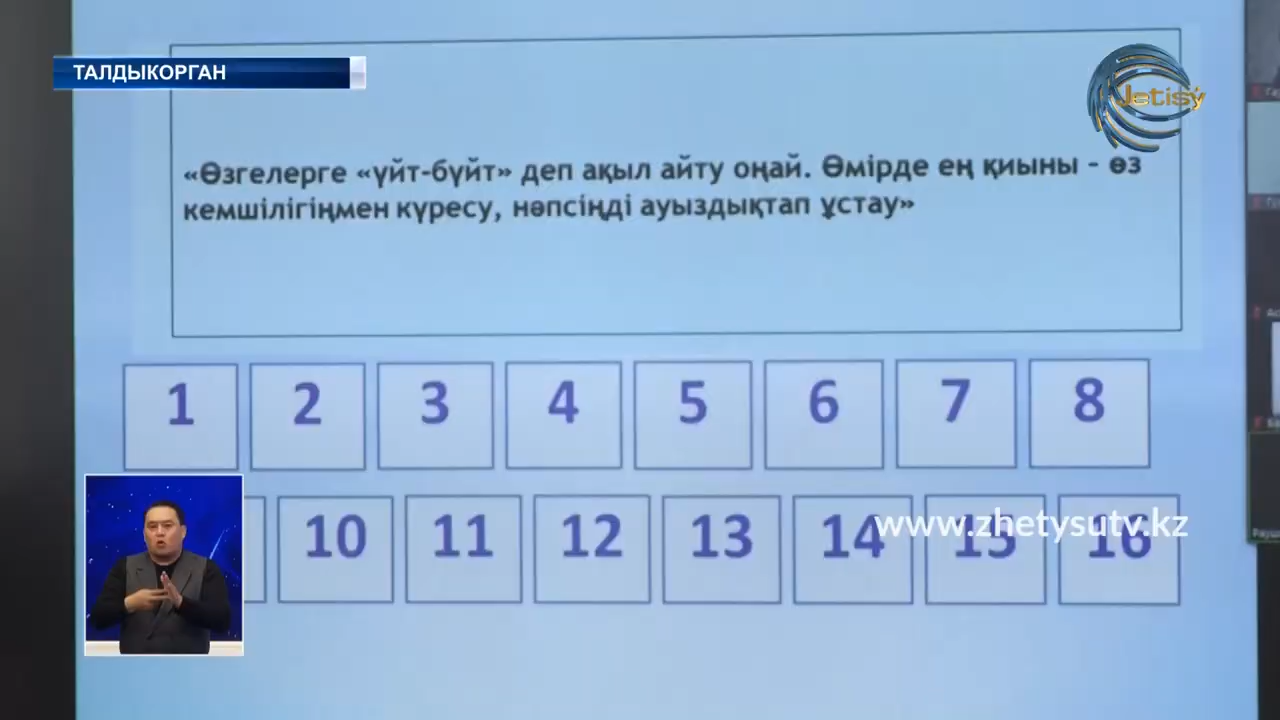 ТАЛДЫКОРГАН
Jetisý
«Өзгелерге «үйт-бүйт» деп ақыл айту оңай. Өмірде ең қиыны - өз
кемшілігіңмен күресу, нәпсіңді ауыздықтап ұстау»
1 2 3 4 5 6 7 8
10 11 12 13 14 15 16
www.zhetysutv.kz